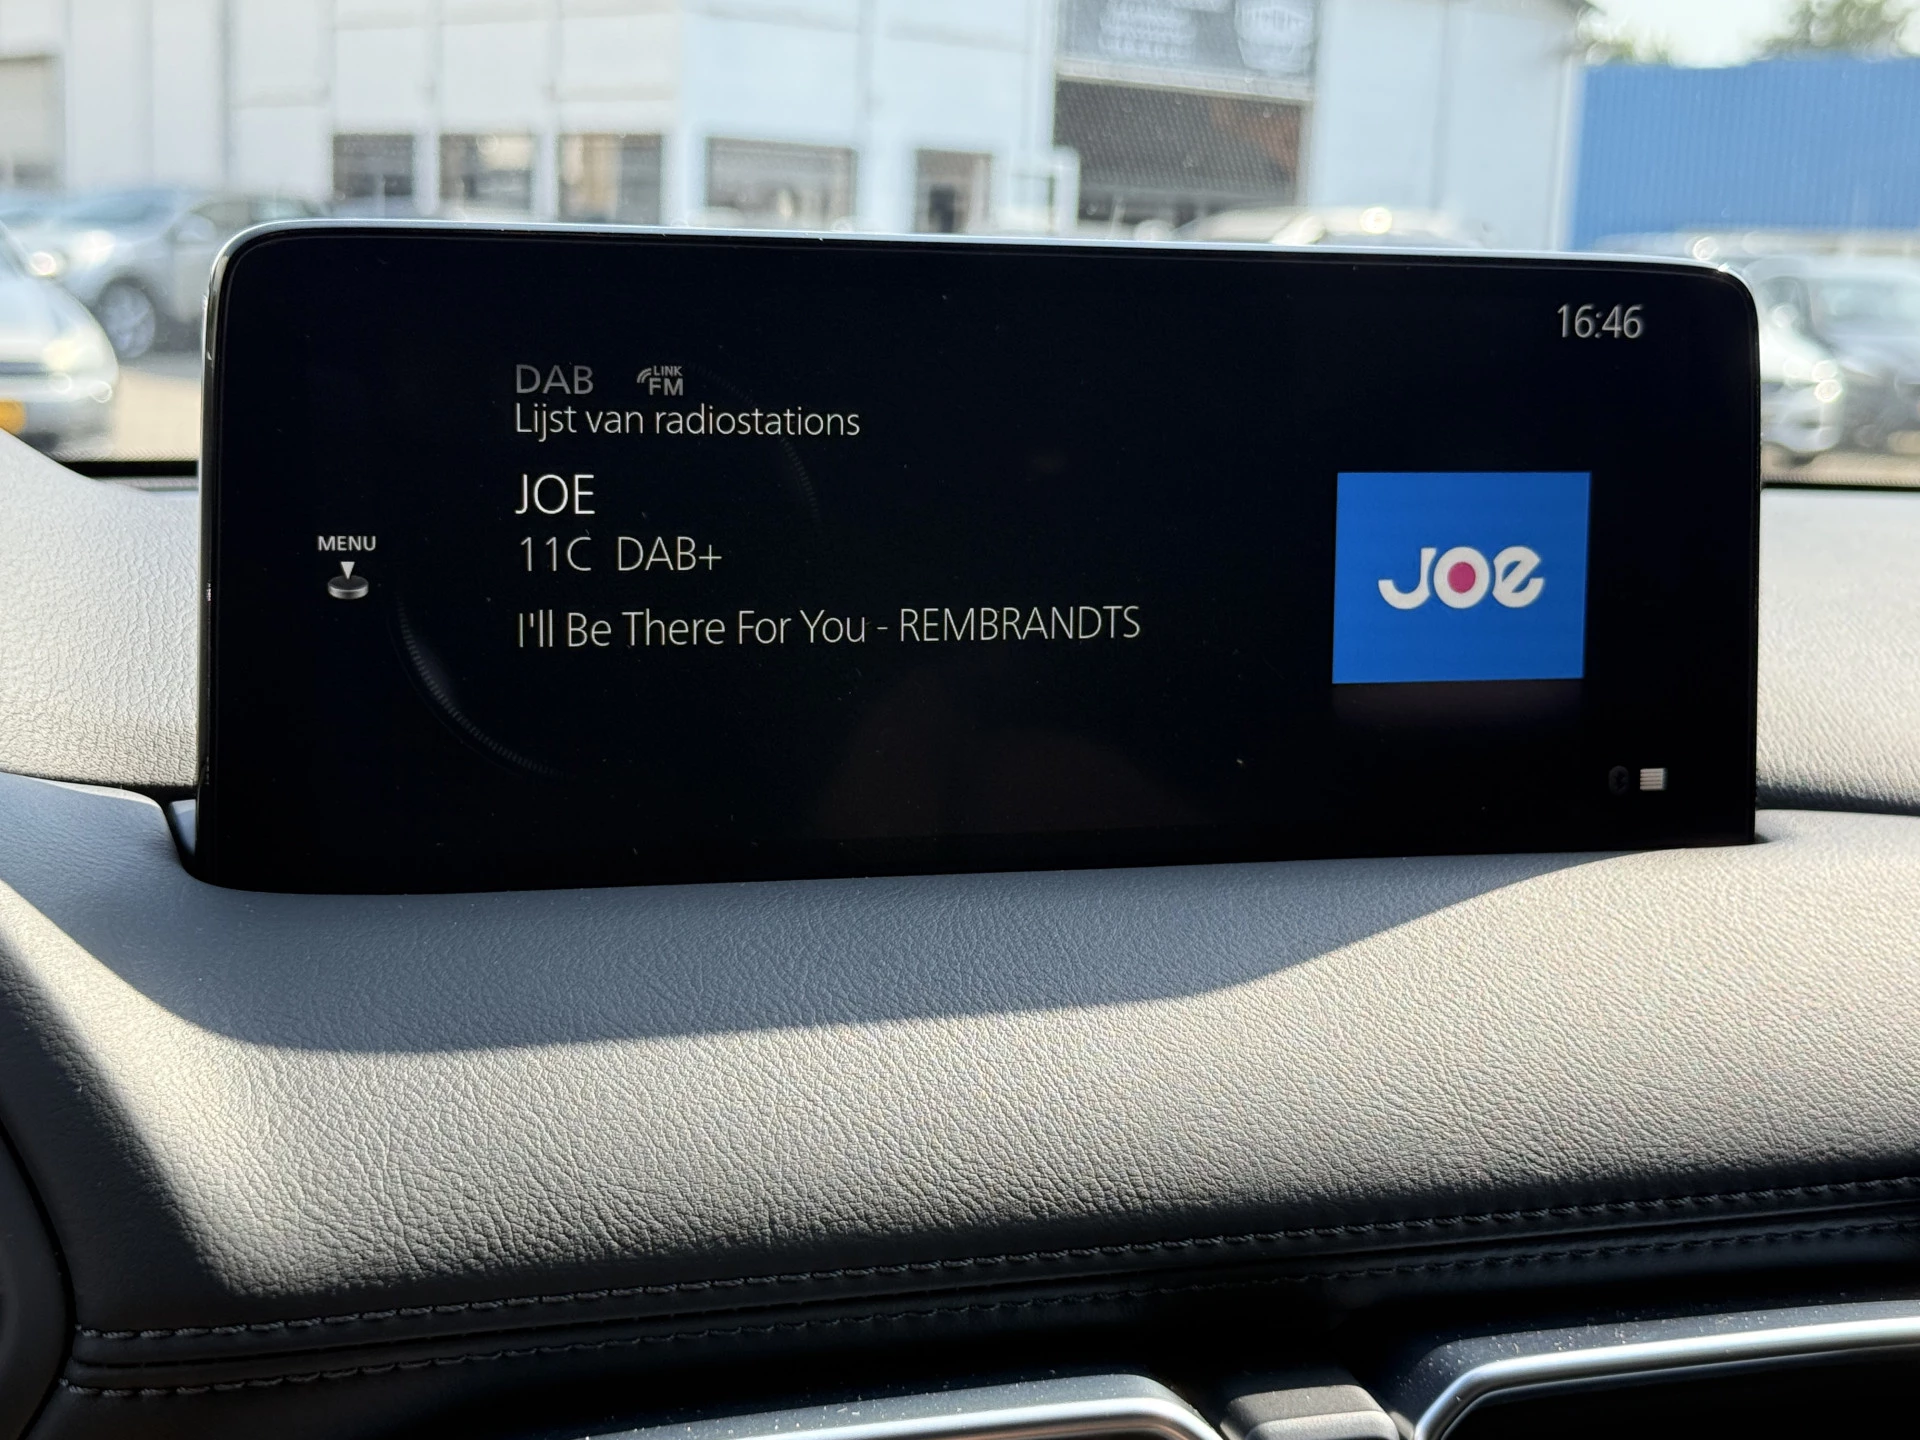 16:46
DAB LINK FM
Lijst van radiostations
JOE
11C DAB+
I'll Be There For You - REMBRANDTS
MENU
JOe